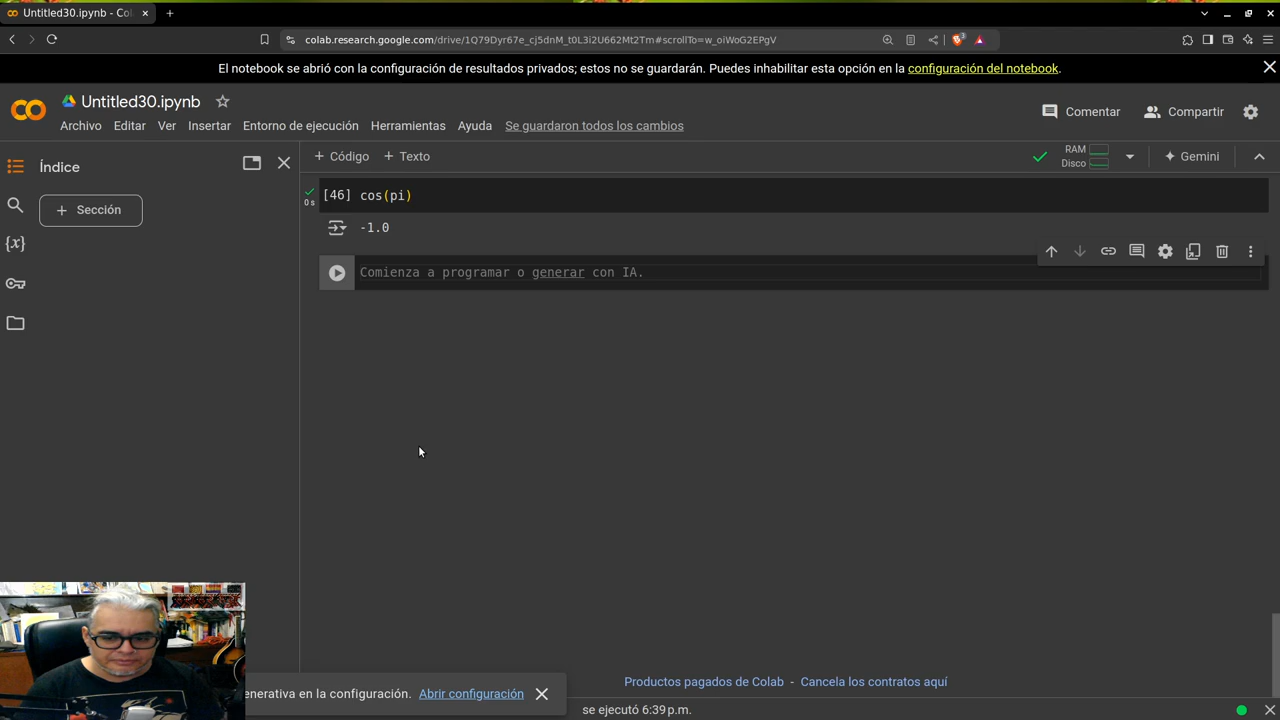 Untitled30.ipynb - Co
colab.research.google.com/drive/1Q79Dyr67e_cj5dnM_t0L3i2U662Mt2Tm#scrollTo=w_oiWoG2EPgV
3
El notebook se abrió con la configuración de resultados privados; estos no se guardarán. Puedes inhabilitar esta opción en la configuración del notebook.
Untitled30.ipynb
Comentar Compartir
Archivo Editar Ver Insertar Entorno de ejecución Herramientas Ayuda Se guardaron todos los cambios
Índice
+ Código + Texto
RAM
Disco
Gemini
+ Sección
[46] cos(pi)
0 s
-1.0
{x}
Comienza a programar o generar con IA.
enerativa en la configuración. Abrir configuración
Productos pagados de Colab - Cancela los contratos aquí
se ejecutó 6:39 p.m.